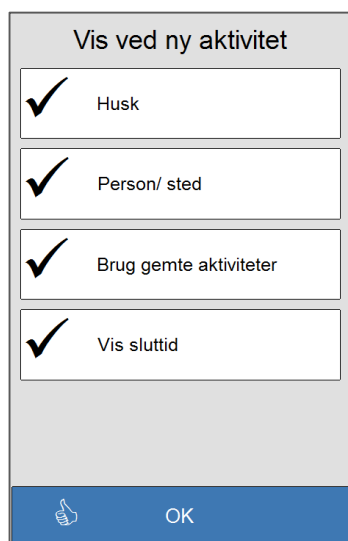 Vis ved ny aktivitet
Husk
Person/ sted
Brug gemte aktiviteter
Vis sluttid
OK